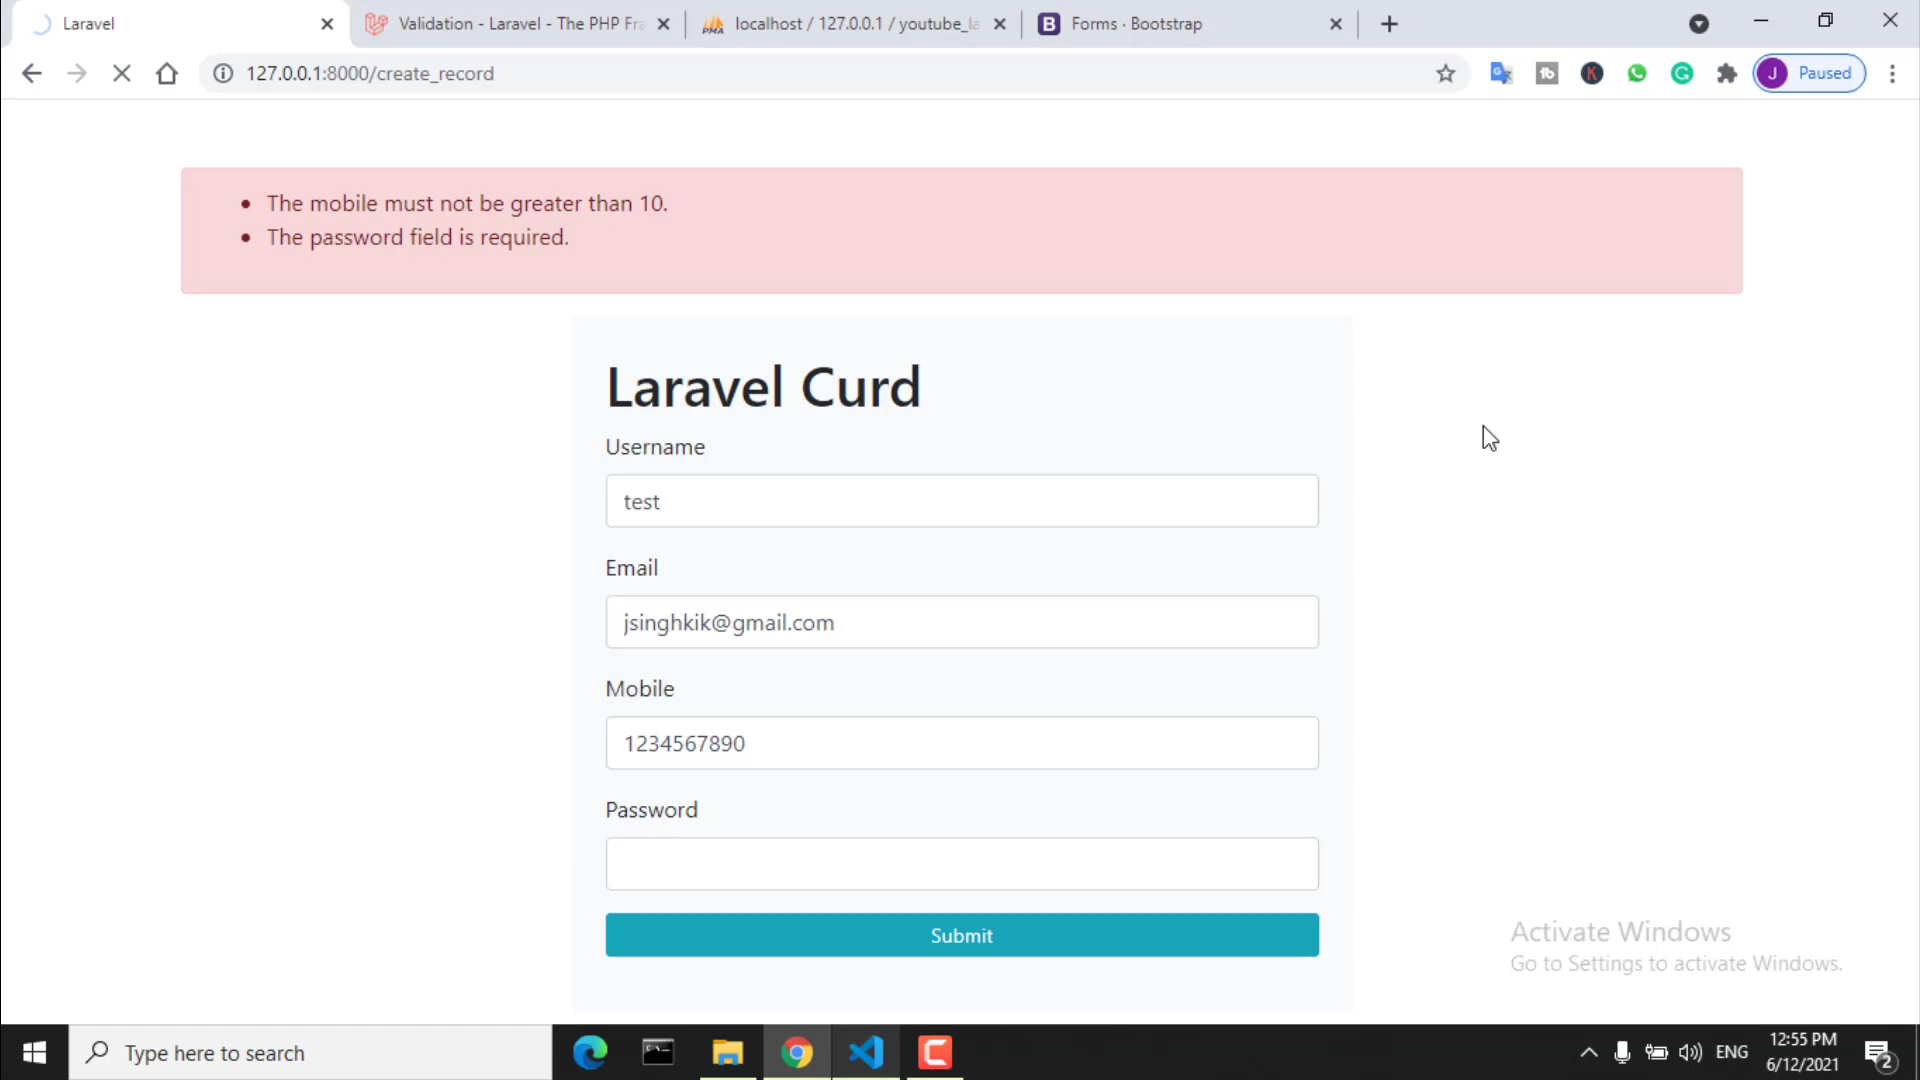 Laravel
Validation - Laravel - The PHP Fra
PMA
localhost / 127.0.0.1 / youtube_la
B
Forms · Bootstrap
127.0.0.1:8000/create_record
J
Paused
The mobile must not be greater than 10.
The password field is required.
Laravel Curd
Username
test
Email
jsinghkik@gmail.com
Mobile
1234567890
Password
Submit
Activate Windows
Go to Settings to activate Windows.
Type here to search
ENG
12:55 PM
6/12/2021
2